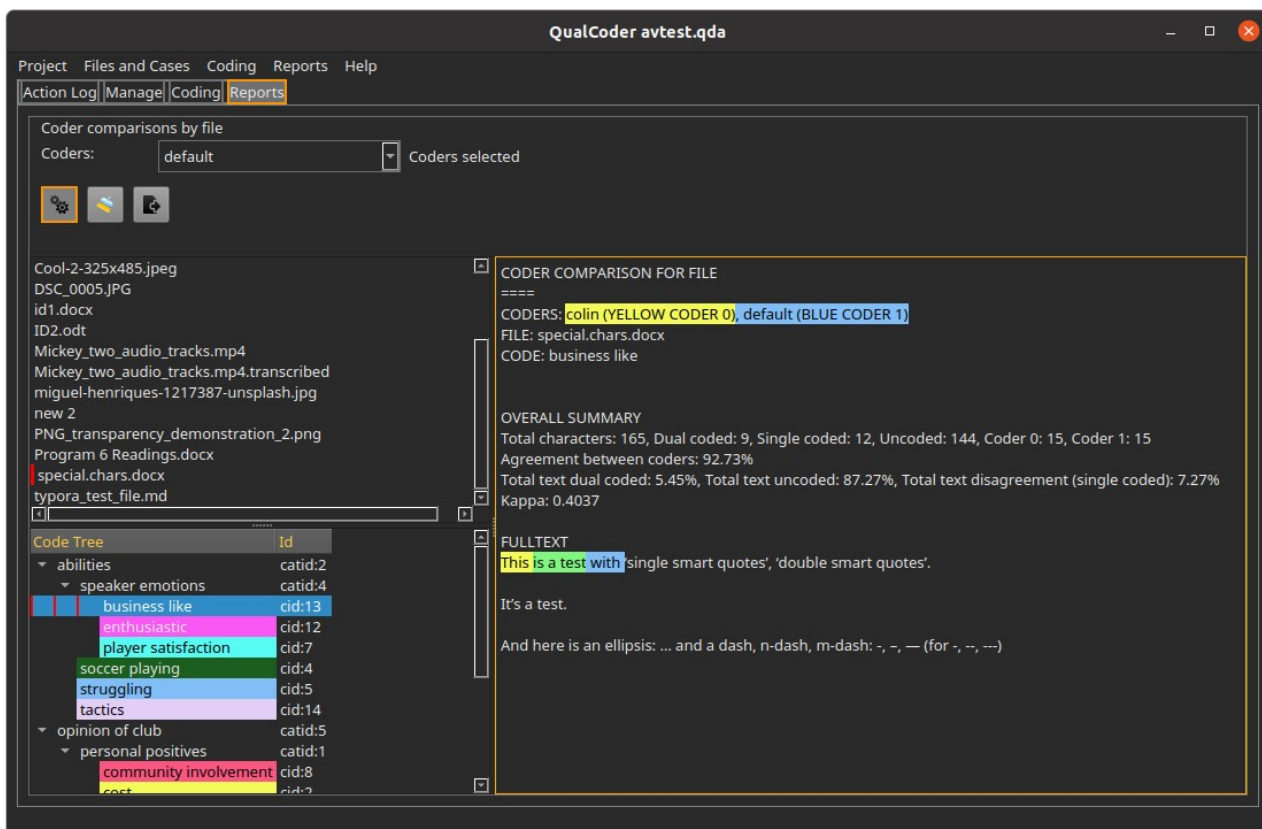 QualCoder avtest.qda
Project Files and Cases Coding Reports Help
Action Log Manage Coding Reports
Coder comparisons by file
Coders: default Coders selected
Cool-2-325x485.jpeg
DSC_0005.JPG
id1.docx
ID2.odt
Mickey_two_audio_tracks.mp4
Mickey_two_audio_tracks.mp4.transcribed
miguel-henriques-1217387-unsplash.jpg
new 2
PNG_transparency_demonstration_2.png
Program 6 Readings.docx
special.chars.docx
typora_test_file.md
Code Tree Id
abilities catid:2
speaker emotions catid:4
business like cid:13
enthusiastic cid:12
player satisfaction cid:7
soccer playing cid:4
struggling cid:5
tactics cid:14
opinion of club catid:5
personal positives catid:1
community involvement cid:8
cost cid:2
CODER COMPARISON FOR FILE
====
CODERS: colin (YELLOW CODER 0), default (BLUE CODER 1)
FILE: special.chars.docx
CODE: business like
OVERALL SUMMARY
Total characters: 165, Dual coded: 9, Single coded: 12, Uncoded: 144, Coder 0: 15, Coder 1: 15
Agreement between coders: 92.73%
Total text dual coded: 5.45%, Total text uncoded: 87.27%, Total text disagreement (single coded): 7.27%
Kappa: 0.4037
FULLTEXT
This is a test with ‘single smart quotes’, ‘double smart quotes’.
It’s a test.
And here is an ellipsis: … and a dash, n-dash, m-dash: -, –, — (for -, --, ---)